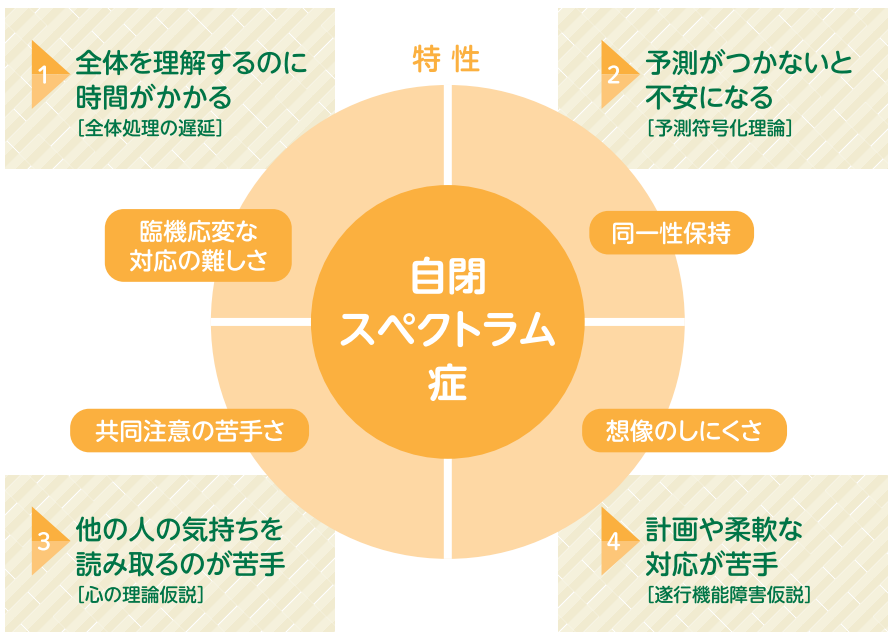 特性
1
全体を理解するのに
時間がかかる
[全体処理の遅延]
2
予測がつかないと
不安になる
[予測符号化理論]
臨機応変な
対応の難しさ
同一性保持
自閉
スペクトラム
症
共同注意の苦手さ
想像のしにくさ
3
他の人の気持ちを
読み取るのが苦手
[心の理論仮説]
4
計画や柔軟な
対応が苦手
[遂行機能障害仮説]